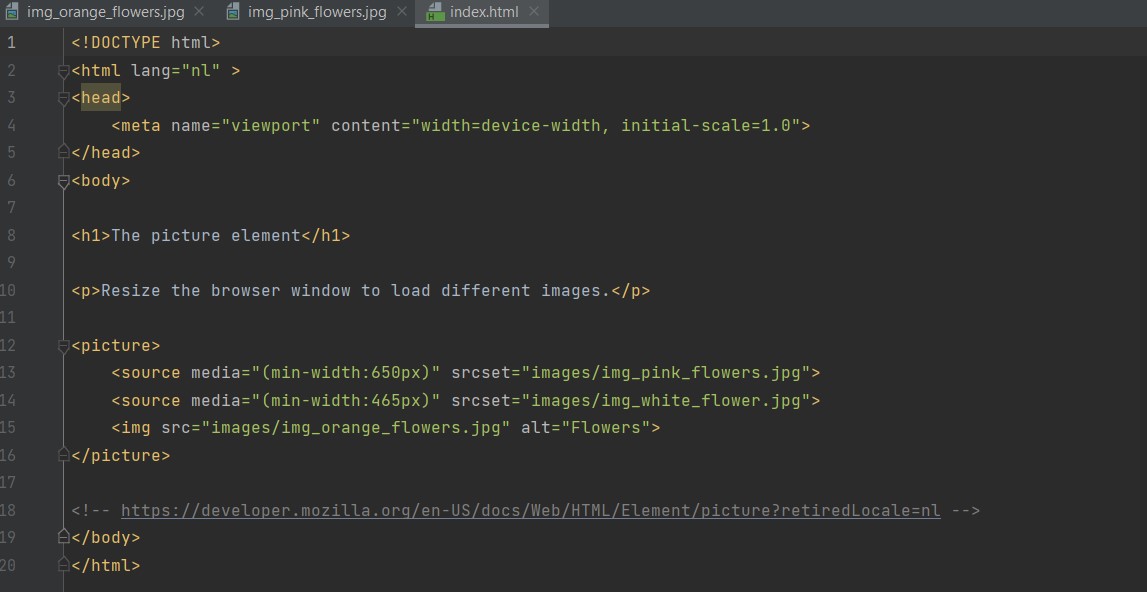 img_orange_flowers.jpg × img_pink_flowers.jpg × index.html ×
1 <!DOCTYPE html>
2 <html lang="nl" >
3 <head>
4 <meta name="viewport" content="width=device-width, initial-scale=1.0">
5 </head>
6 <body>
7
8 <h1>The picture element</h1>
9
10 <p>Resize the browser window to load different images.</p>
11
12 <picture>
13 <source media="(min-width:650px)" srcset="images/img_pink_flowers.jpg">
14 <source media="(min-width:465px)" srcset="images/img_white_flower.jpg">
15 <img src="images/img_orange_flowers.jpg" alt="Flowers">
16 </picture>
17
18 <!-- https://developer.mozilla.org/en-US/docs/Web/HTML/Element/picture?retiredLocale=nl -->
19 </body>
20 </html>